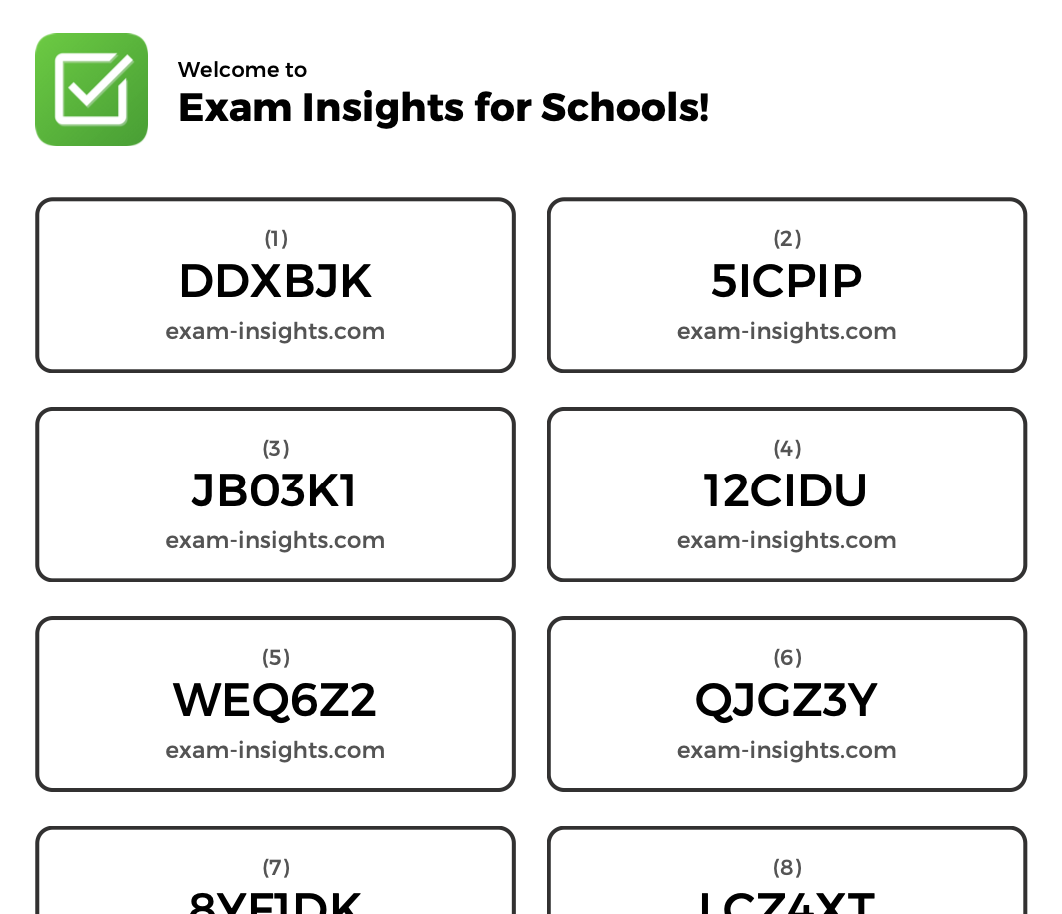 Welcome to
Exam Insights for Schools!
(1)
DDXBJK
exam-insights.com
(2)
5ICPIP
exam-insights.com
(3)
JB03K1
exam-insights.com
(4)
12CIDU
exam-insights.com
(5)
WEQ6Z2
exam-insights.com
(6)
QJGZ3Y
exam-insights.com
(7)
(8)